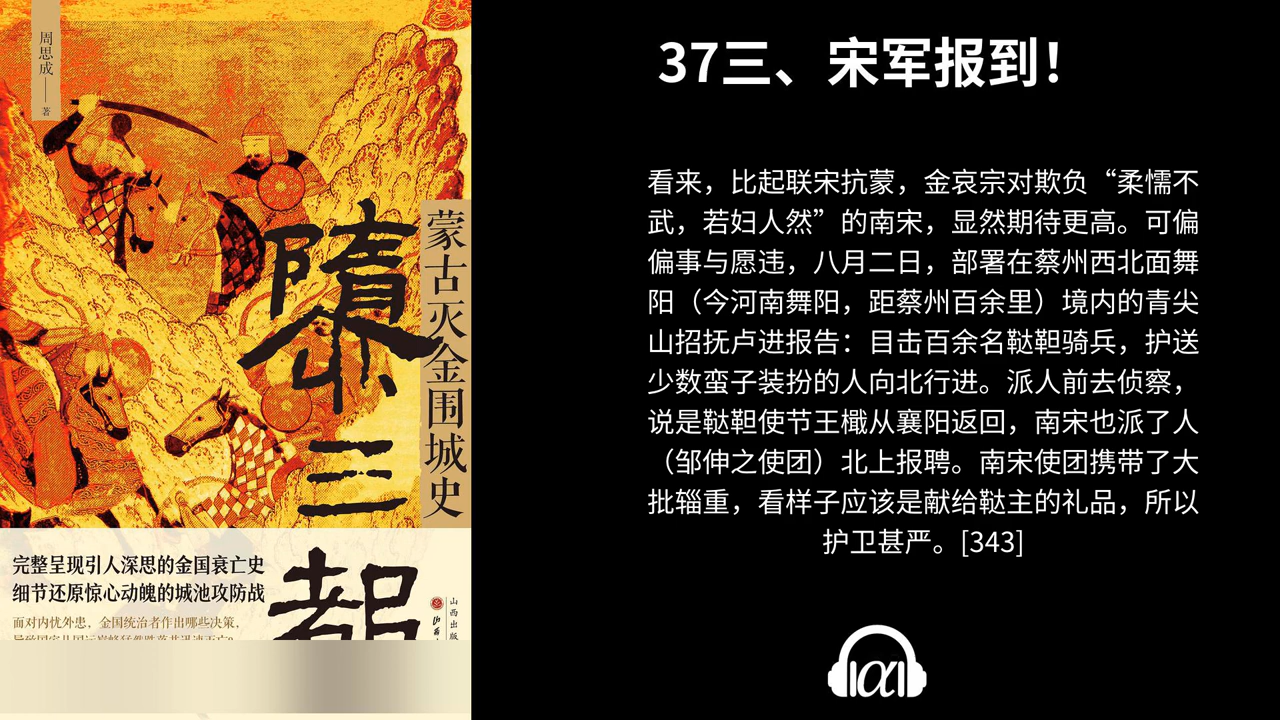 周思成——著
隳三都
蒙古灭金围城史
完整呈现引人深思的金国衰亡史
细节还原惊心动魄的城池攻防战
面对内忧外患,金国统治者作出哪些决策,
山西出版
37三、宋军报到！
看来，比起联宋抗蒙，金哀宗对欺负“柔懦不
武，若妇人然”的南宋，显然期待更高。可偏
偏事与愿违，八月二日，部署在蔡州西北面舞
阳（今河南舞阳，距蔡州百余里）境内的青尖
山招抚卢进报告：目击百余名鞑靼骑兵，护送
少数蛮子装扮的人向北行进。派人前去侦察，
说是鞑靼使节王檝从襄阳返回，南宋也派了人
（邹伸之使团）北上报聘。南宋使团携带了大
批辎重，看样子应该是献给鞑主的礼品，所以
护卫甚严。[343]